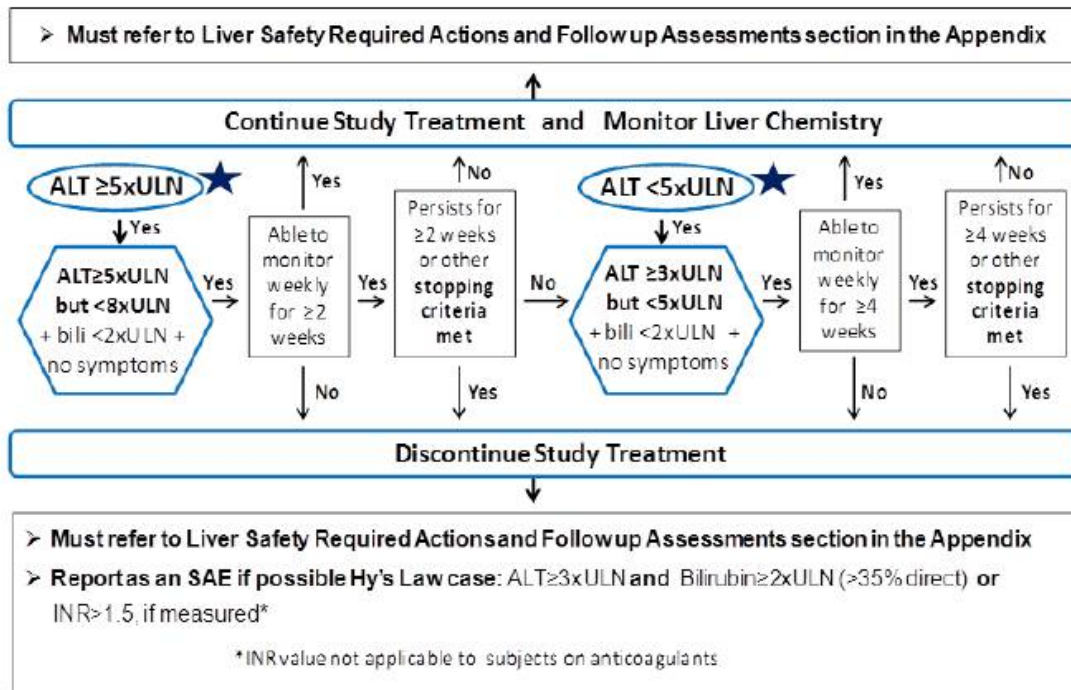 ➢ Must refer to Liver Safety Required Actions and Follow up Assessments section in the Appendix
Continue Study Treatment and Monitor Liver Chemistry
ALT ≥5xULN
Yes
ALT≥5xULN
but <8xULN
+ bili <2xULN +
no symptoms
Yes
Yes
Able to
monitor
weekly
for ≥2
weeks
No
Yes
No
Persists for
≥2 weeks
or other
stopping
criteria
met
Yes
No
ALT <5xULN
Yes
ALT ≥3xULN
but <5xULN
+ bili <2xULN +
no symptoms
Yes
Yes
Able to
monitor
weekly
for ≥4
weeks
No
Yes
No
Persists for
≥4 weeks
or other
stopping
criteria
met
Yes
Discontinue Study Treatment
➢ Must refer to Liver Safety Required Actions and Follow up Assessments section in the Appendix
➢ Report as an SAE if possible Hy's Law case: ALT≥3xULN and Bilirubin≥2xULN (>35% direct) or
INR>1.5, if measured*
*INR value not applicable to subjects on anticoagulants